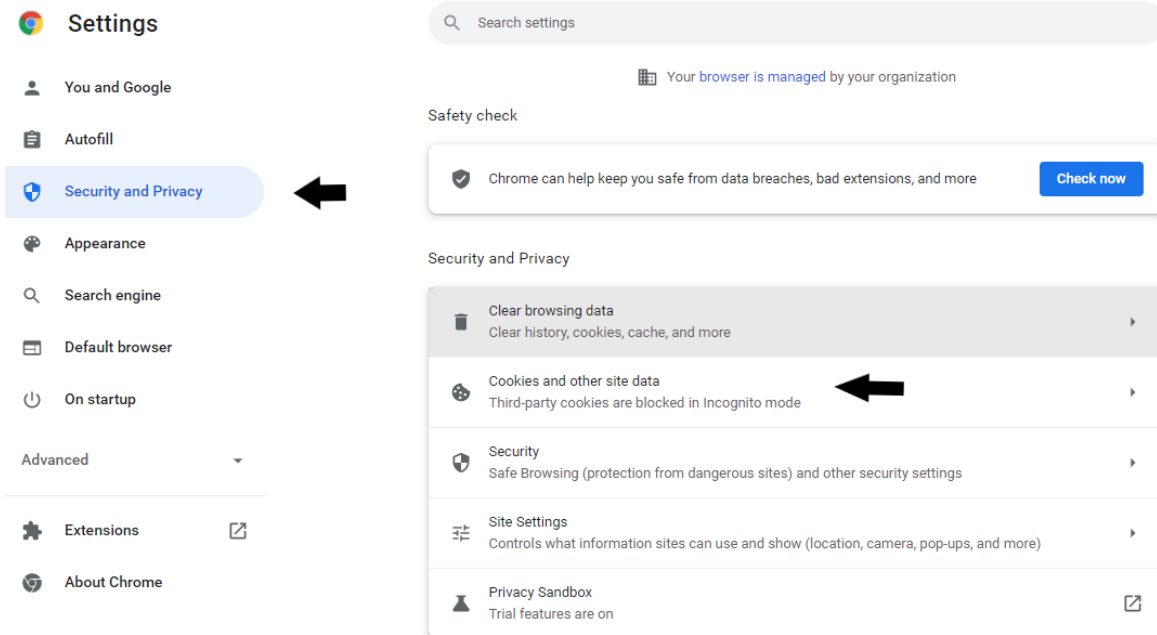 Settings
You and Google
Autofill
Security and Privacy
Appearance
Search engine
Default browser
On startup
Advanced
Extensions
About Chrome
Search settings
Your browser is managed by your organization
Safety check
Chrome can help keep you safe from data breaches, bad extensions, and more
Check now
Security and Privacy
Clear browsing data
Clear history, cookies, cache, and more
Cookies and other site data
Third-party cookies are blocked in Incognito mode
Security
Safe Browsing (protection from dangerous sites) and other security settings
Site Settings
Controls what information sites can use and show (location, camera, pop-ups, and more)
Privacy Sandbox
Trial features are on